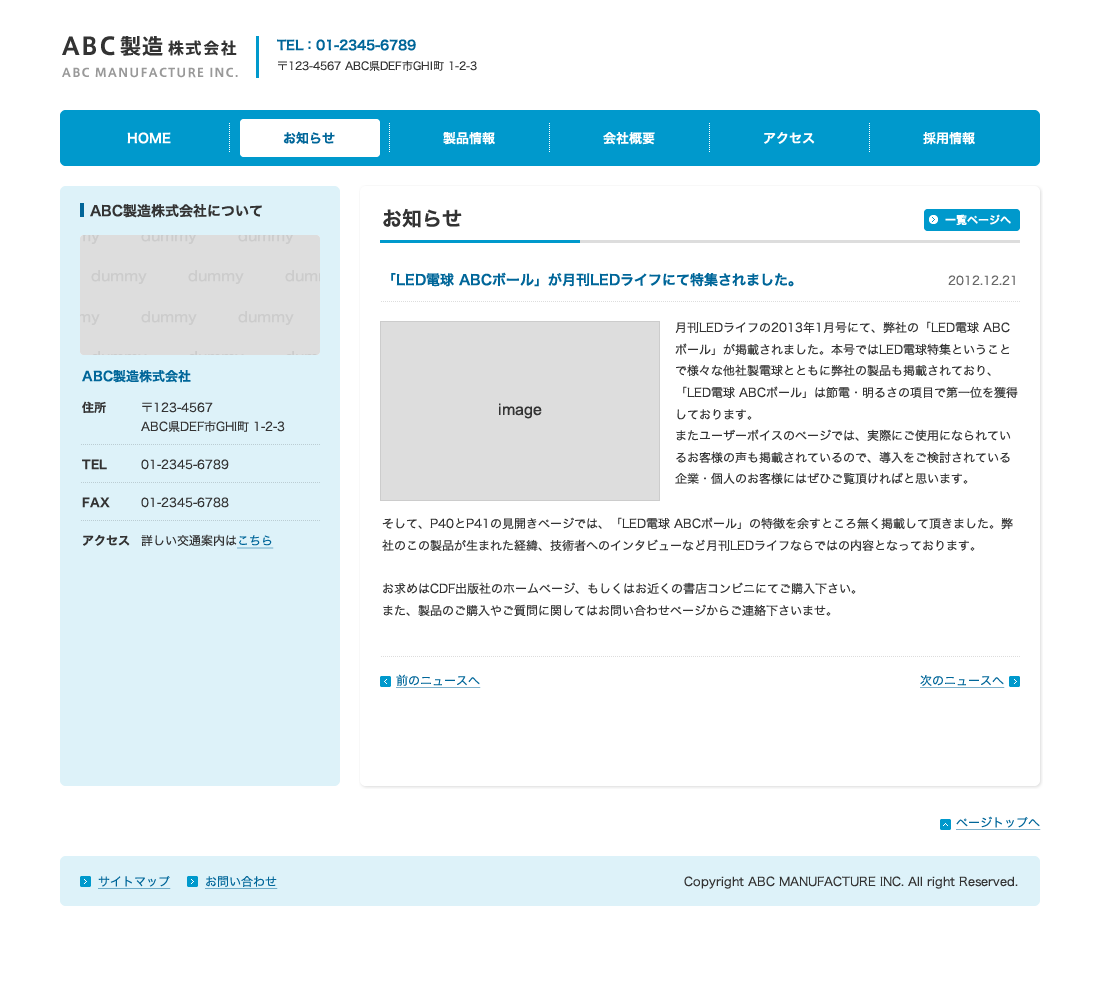 ABC 製造 株式会社
ABC MANUFACTURE INC.
TEL：01-2345-6789
〒123-4567 ABC県DEF市GHI町 1-2-3
HOME
お知らせ
製品情報
会社概要
アクセス
採用情報
ABC製造株式会社について
my dummy dummy
dummy dummy dum
my dummy dummy
dummy dummy du
ABC製造株式会社
住所 〒123-4567
ABC県DEF市GHI町 1-2-3
TEL 01-2345-6789
FAX 01-2345-6788
アクセス 詳しい交通案内はこちら
お知らせ
一覧ページへ
「LED電球 ABCボール」が月刊LEDライフにて特集されました。
2012.12.21
image
月刊LEDライフの2013年1月号にて、弊社の「LED電球 ABC
ボール」が掲載されました。本号ではLED電球特集ということ
で様々な他社製電球とともに弊社の製品も掲載されており、
「LED電球 ABCボール」は節電・明るさの項目で第一位を獲得
しております。
またユーザーボイスのページでは、実際にご使用になられてい
るお客様の声も掲載されているので、導入をご検討されている
企業・個人のお客様にはぜひご覧頂ければと思います。
そして、P40とP41の見開きページでは、「LED電球 ABCボール」の特徴を余すところ無く掲載して頂きました。弊
社のこの製品が生まれた経緯、技術者へのインタビューなど月刊LEDライフならではの内容となっております。
お求めはCDF出版社のホームページ、もしくはお近くの書店コンビニにてご購入下さい。
また、製品のご購入やご質問に関してはお問い合わせページからご連絡下さいませ。
前のニュースへ
次のニュースへ
ページトップへ
サイトマップ
お問い合わせ
Copyright ABC MANUFACTURE INC. All right Reserved.